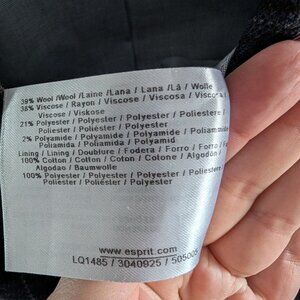 39% Wool /Wool /Laine /Lana / Lana /Lã / Wolle
38% Viscose / Rayon / Viscose / Viscosa / Viscosa
Viscose / Viskose
21% Polyester / Polyester / Polyester / Poliestere /
Poliester / Poliéster / Polyester
2% Polyamide / Polyamide / Polyamide / Poliammide
Poliamida / Poliamida / Polyamid
Lining / Lining / Doublure / Fodera / Forro / Forro /
100% Cotton / Cotton / Coton / Cotone / Algodón /
Algodão / Baumwolle
100% Polyester / Polyester / Polyester /
Poliester / Poliéster / Polyester
www.esprit.com
LQ1485 / 3040925 / 505005